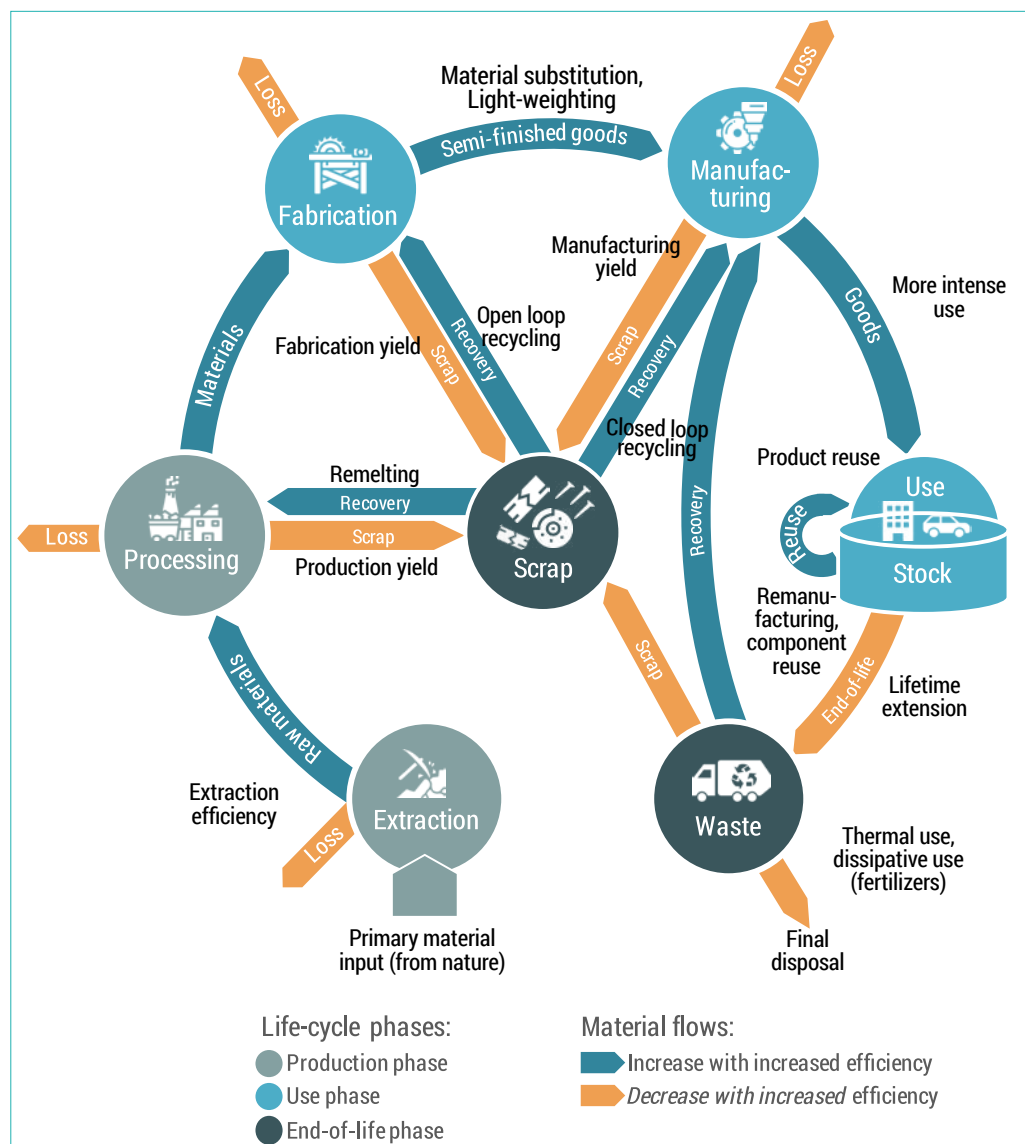 Loss
Loss
Material substitution,
Light-weighting
Semi-finished goods
Fabrication
Manufac-
turing
Manufacturing
yield
More intense
use
Goods
Materials
Fabrication yield
Scrap
Recovery
Open loop
recycling
Scrap
Recovery
Closed loop
recycling
Recovery
Product reuse
Use
Stock
Reuse
Remanu-
facturing,
component
reuse
Remelting
Recovery
Scrap
Production yield
Loss
Processing
Scrap
Scrap
End-of-life
Lifetime
extension
Raw materials
Extraction
efficiency
Loss
Extraction
Waste
Thermal use,
dissipative use
(fertilizers)
Primary material
input (from nature)
Final
disposal
Life-cycle phases:
Production phase
Use phase
End-of-life phase
Material flows:
Increase with increased efficiency
Decrease with increased efficiency